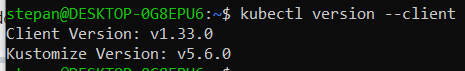 stepan@DESKTOP-0G8EPU6:~$ kubectl version --client
Client Version: v1.33.0
Kustomize Version: v5.6.0